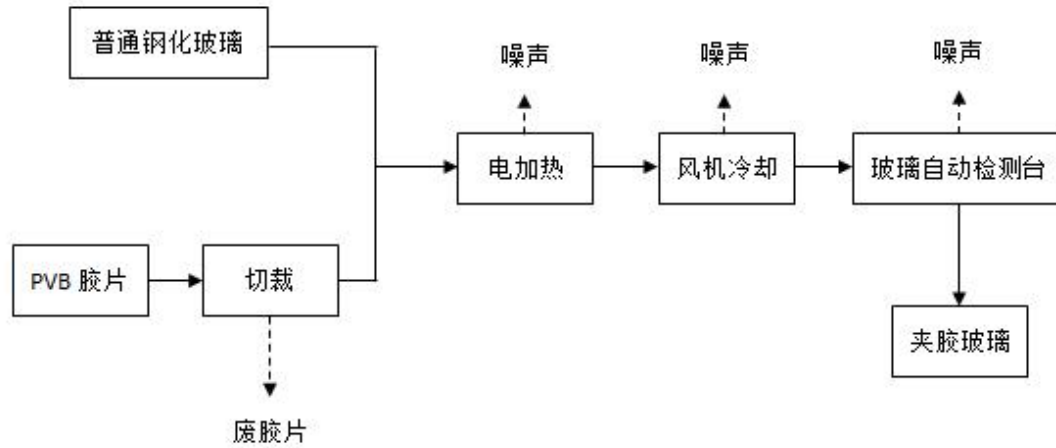 普通钢化玻璃
噪声
噪声
噪声
电加热
风机冷却
玻璃自动检测台
PVB 胶片
切裁
夹胶玻璃
废胶片